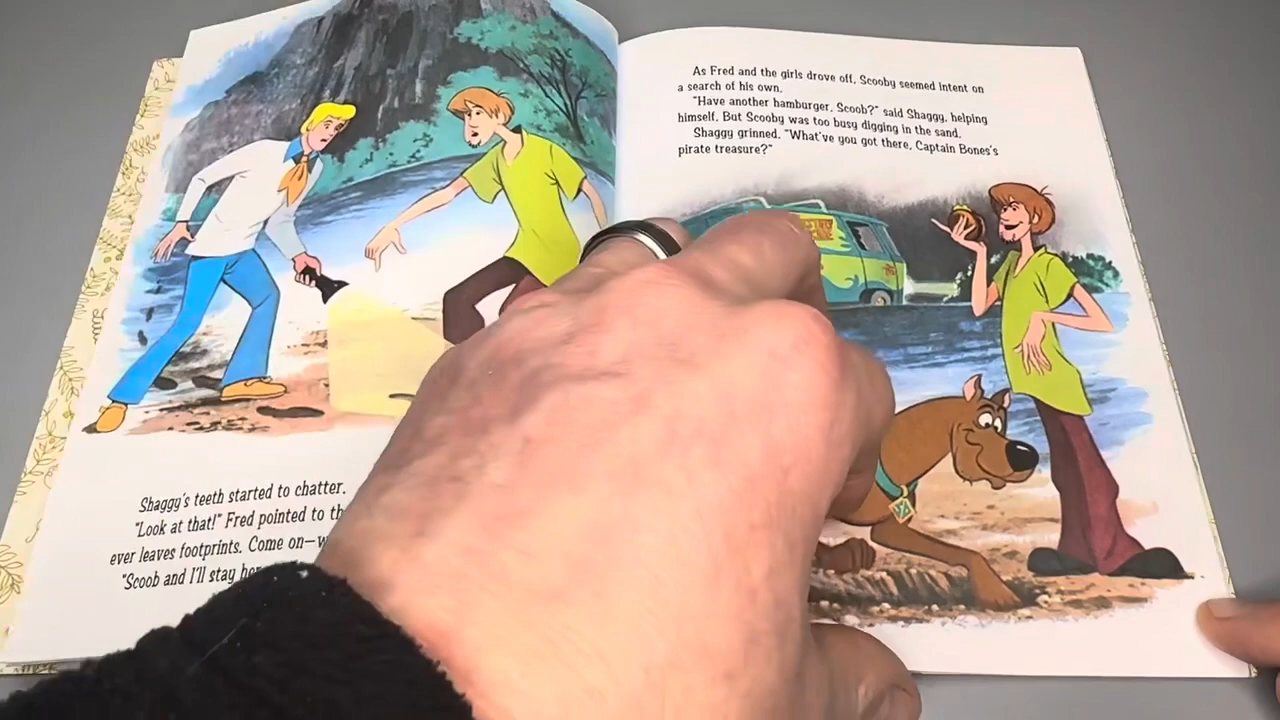 Shaggy's teeth started to chatter.
"Look at that!" Fred pointed to th
ever leaves footprints. Come on—w
"Scoob and I'll stay her
As Fred and the girls drove off, Scooby seemed intent on
a search of his own.
"Have another hamburger, Scoob?" said Shaggy, helping
himself. But Scooby was too busy digging in the sand.
Shaggy grinned. "What've you got there, Captain Bones's
pirate treasure?"